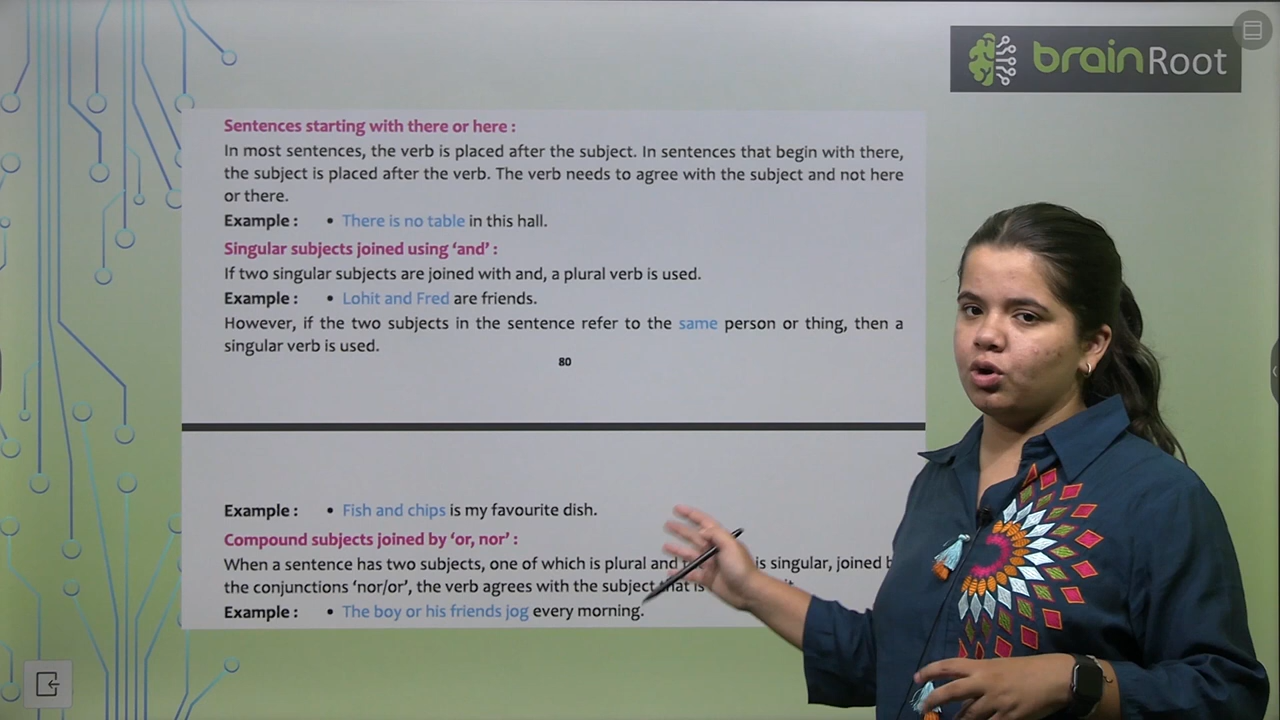 brainRoot
Sentences starting with there or here :
In most sentences, the verb is placed after the subject. In sentences that begin with there,
the subject is placed after the verb. The verb needs to agree with the subject and not here
or there.
Example : • There is no table in this hall.
Singular subjects joined using ‘and’ :
If two singular subjects are joined with and, a plural verb is used.
Example : • Lohit and Fred are friends.
However, if the two subjects in the sentence refer to the same person or thing, then a
singular verb is used.
80
Example : • Fish and chips is my favourite dish.
Compound subjects joined by ‘or, nor’ :
When a sentence has two subjects, one of which is plural and is singular, joined
the conjunctions ‘nor/or’, the verb agrees with the subject that is
Example : • The boy or his friends jog every morning.